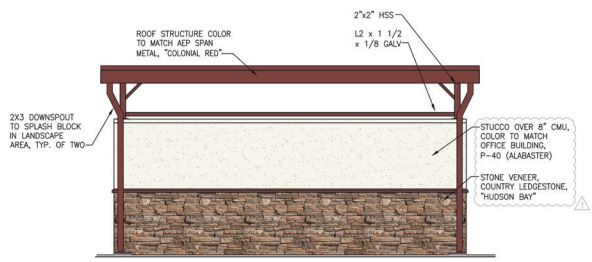 2"x2" HSS
ROOF STRUCTURE COLOR
TO MATCH AEP SPAN
METAL, "COLONIAL RED"
L2 x 1 1/2
x 1/8 GALV
2X3 DOWNSPOUT
TO SPLASH BLOCK
IN LANDSCAPE
AREA, TYP. OF TWO
STUCCO OVER 8" CMU,
COLOR TO MATCH
OFFICE BUILDING,
P-40 (ALABASTER)
STONE VENEER,
COUNTRY LEDGESTONE,
"HUDSON BAY"
1